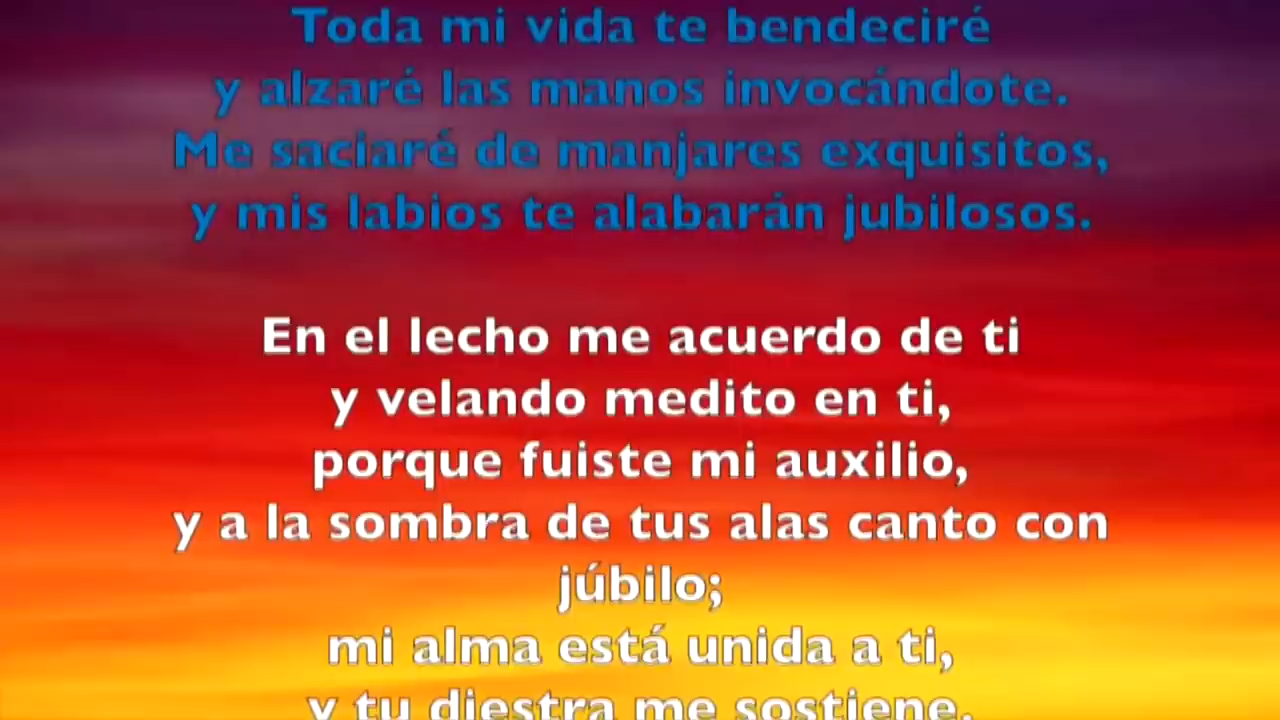 Toda mi vida te bendeciré
y alzaré las manos invocándote.
Me saciaré de manjares exquisitos,
y mis labios te alabarán jubilosos.
En el lecho me acuerdo de ti
y velando medito en ti,
porque fuiste mi auxilio,
y a la sombra de tus alas canto con
júbilo;
mi alma está unida a ti,
y tu diestra me sostiene.